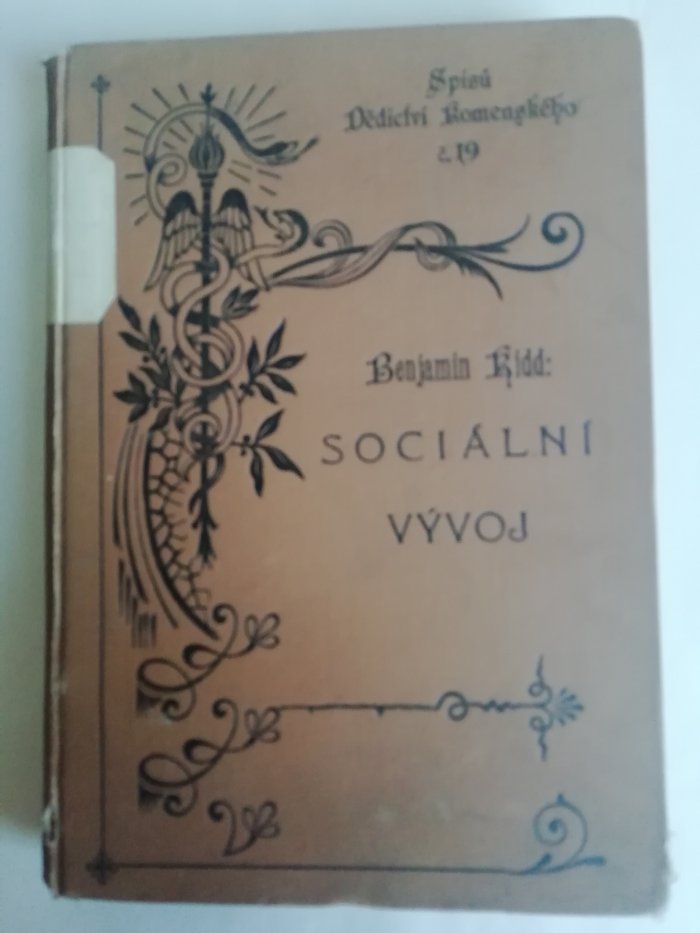 Spisů
Dědictví Komenského
č. 19
Benjamin Kidd:
SOCIÁLNÍ
VÝVOJ